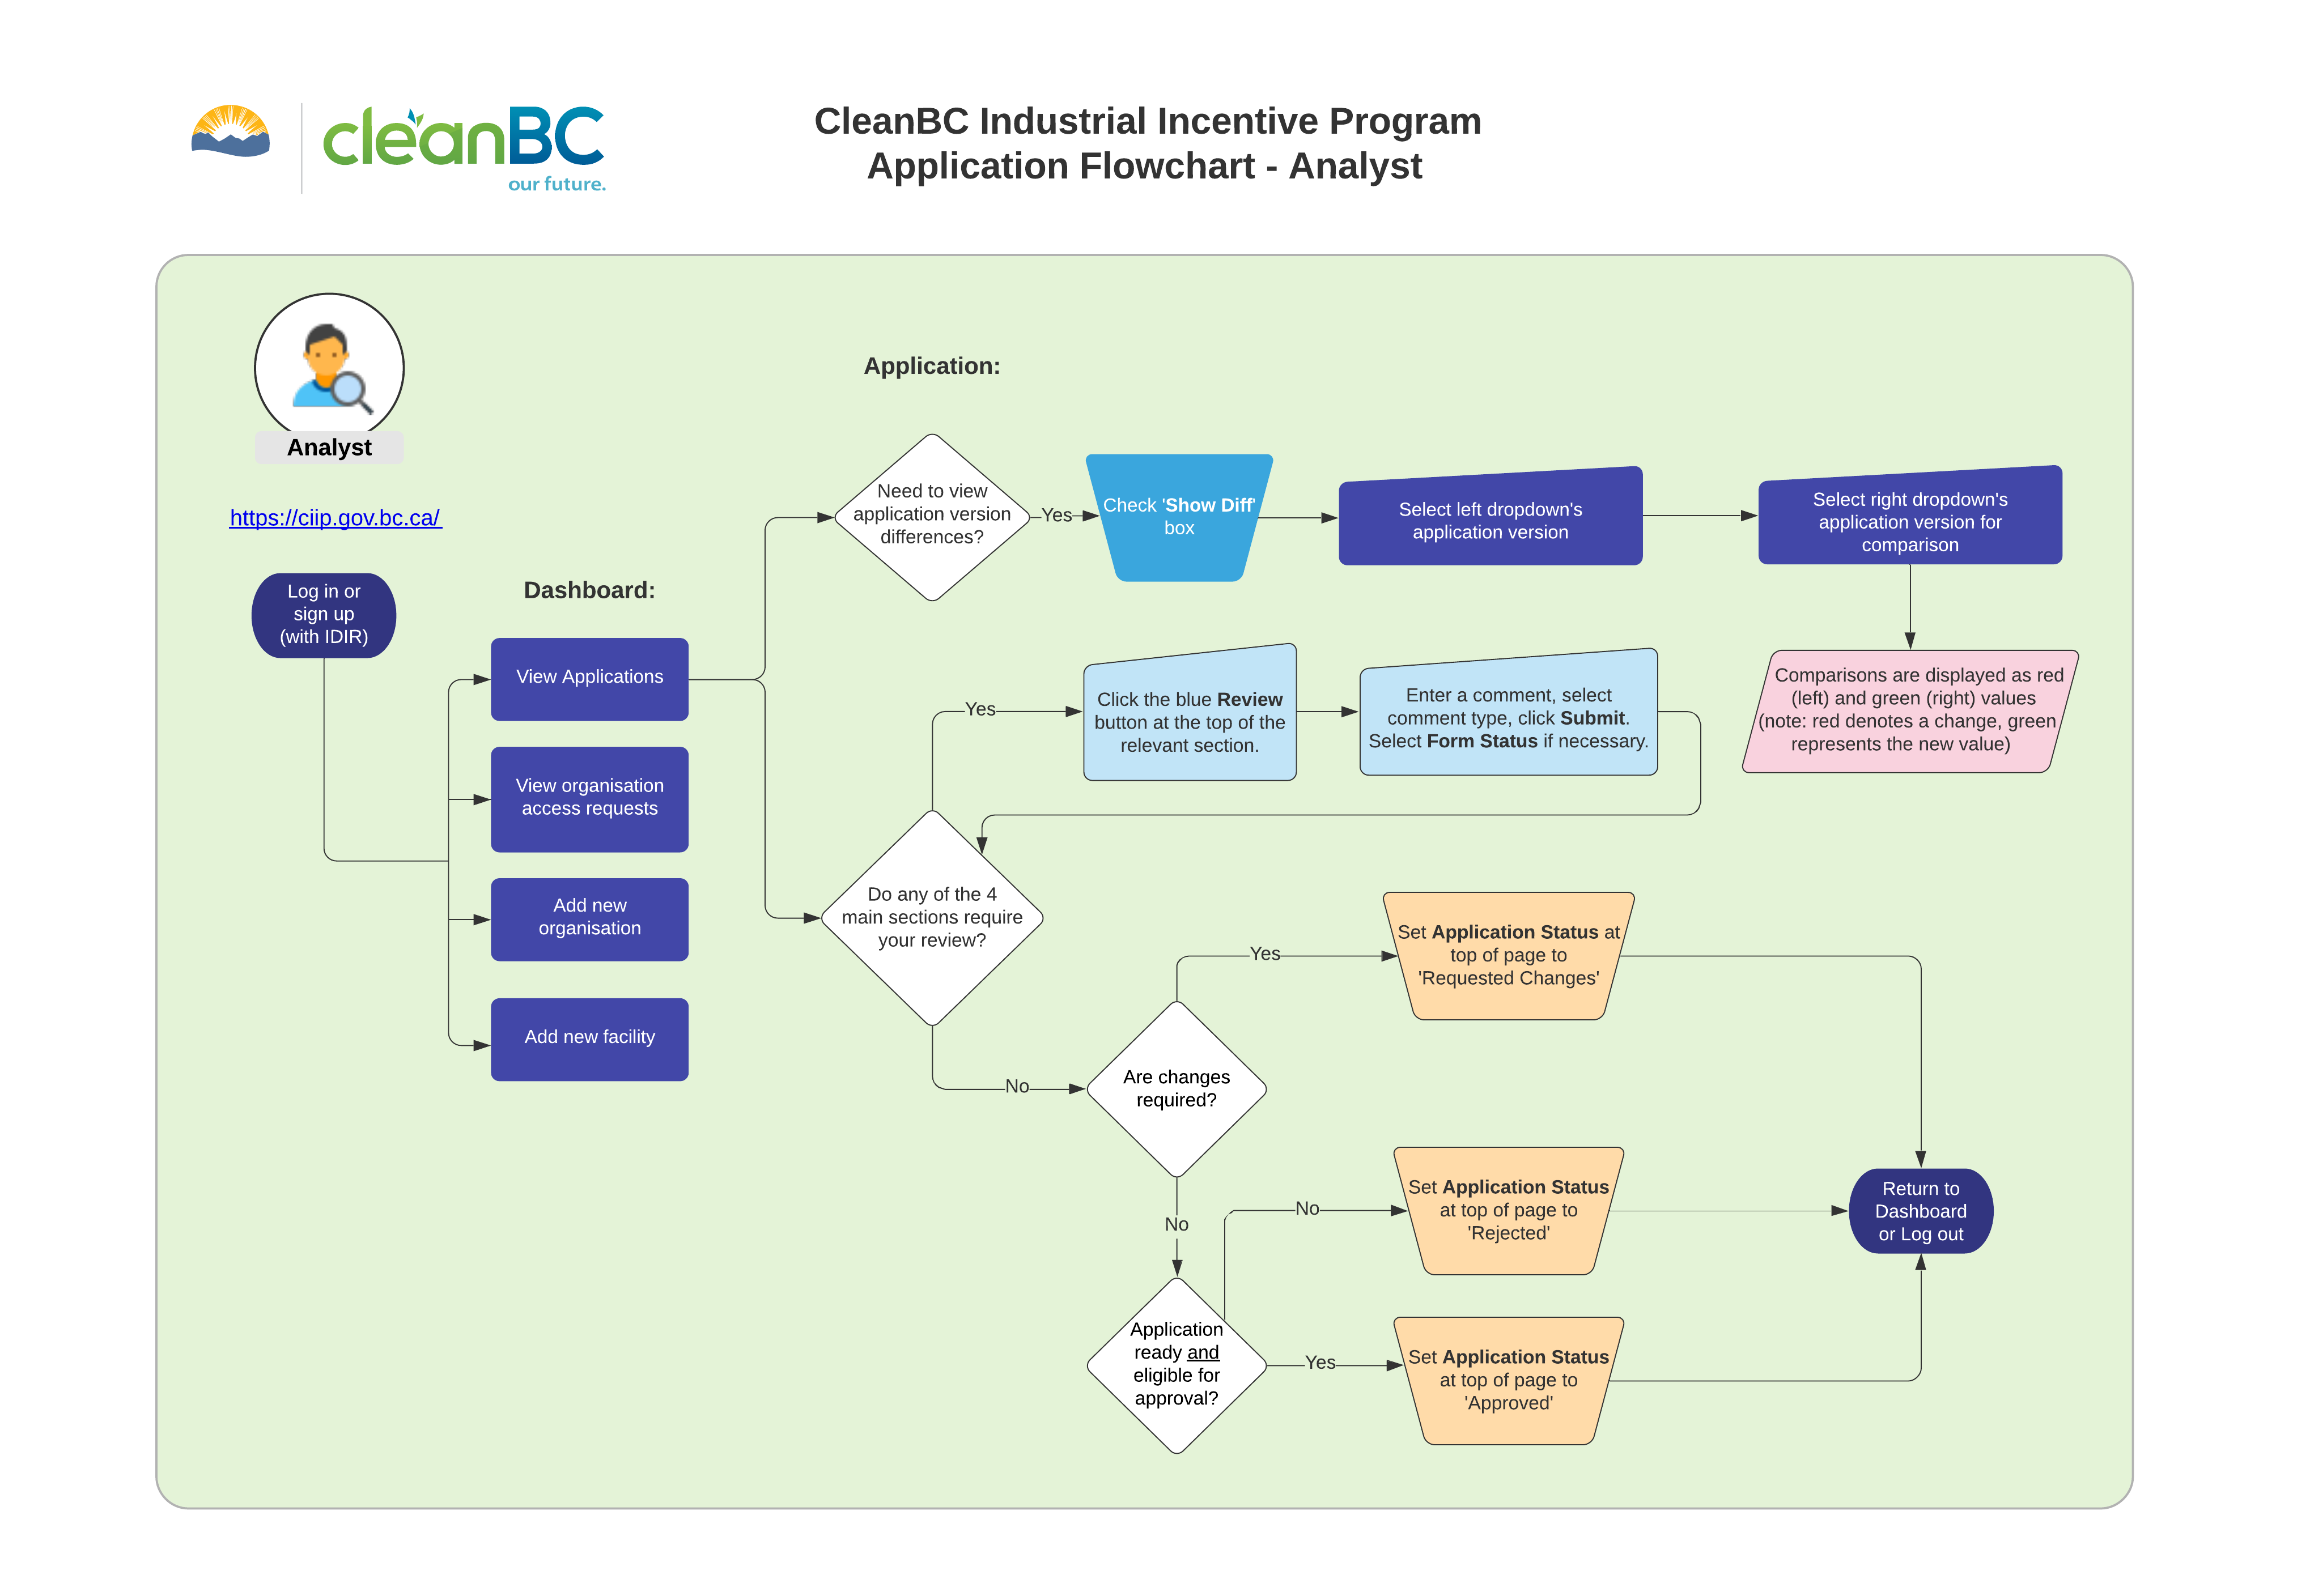 cleanBC
our future.
CleanBC Industrial Incentive Program
Application Flowchart - Analyst
Analyst
https://ciip.gov.bc.ca/
Log in or
sign up
(with IDIR)
Dashboard:
View Applications
View organisation
access requests
Add new
organisation
Add new facility
Application:
Need to view
application version
differences?
Yes
Check 'Show Diff'
box
Select left dropdown's
application version
Select right dropdown's
application version for
comparison
Comparisons are displayed as red
(left) and green (right) values
(note: red denotes a change, green
represents the new value)
Do any of the 4
main sections require
your review?
Yes
Click the blue Review
button at the top of the
relevant section.
Enter a comment, select
comment type, click Submit.
Select Form Status if necessary.
No
Are changes
required?
Yes
Set Application Status at
top of page to
'Requested Changes'
No
Application
ready and
eligible for
approval?
No
Set Application Status
at top of page to
'Rejected'
Yes
Set Application Status
at top of page to
'Approved'
Return to
Dashboard
or Log out